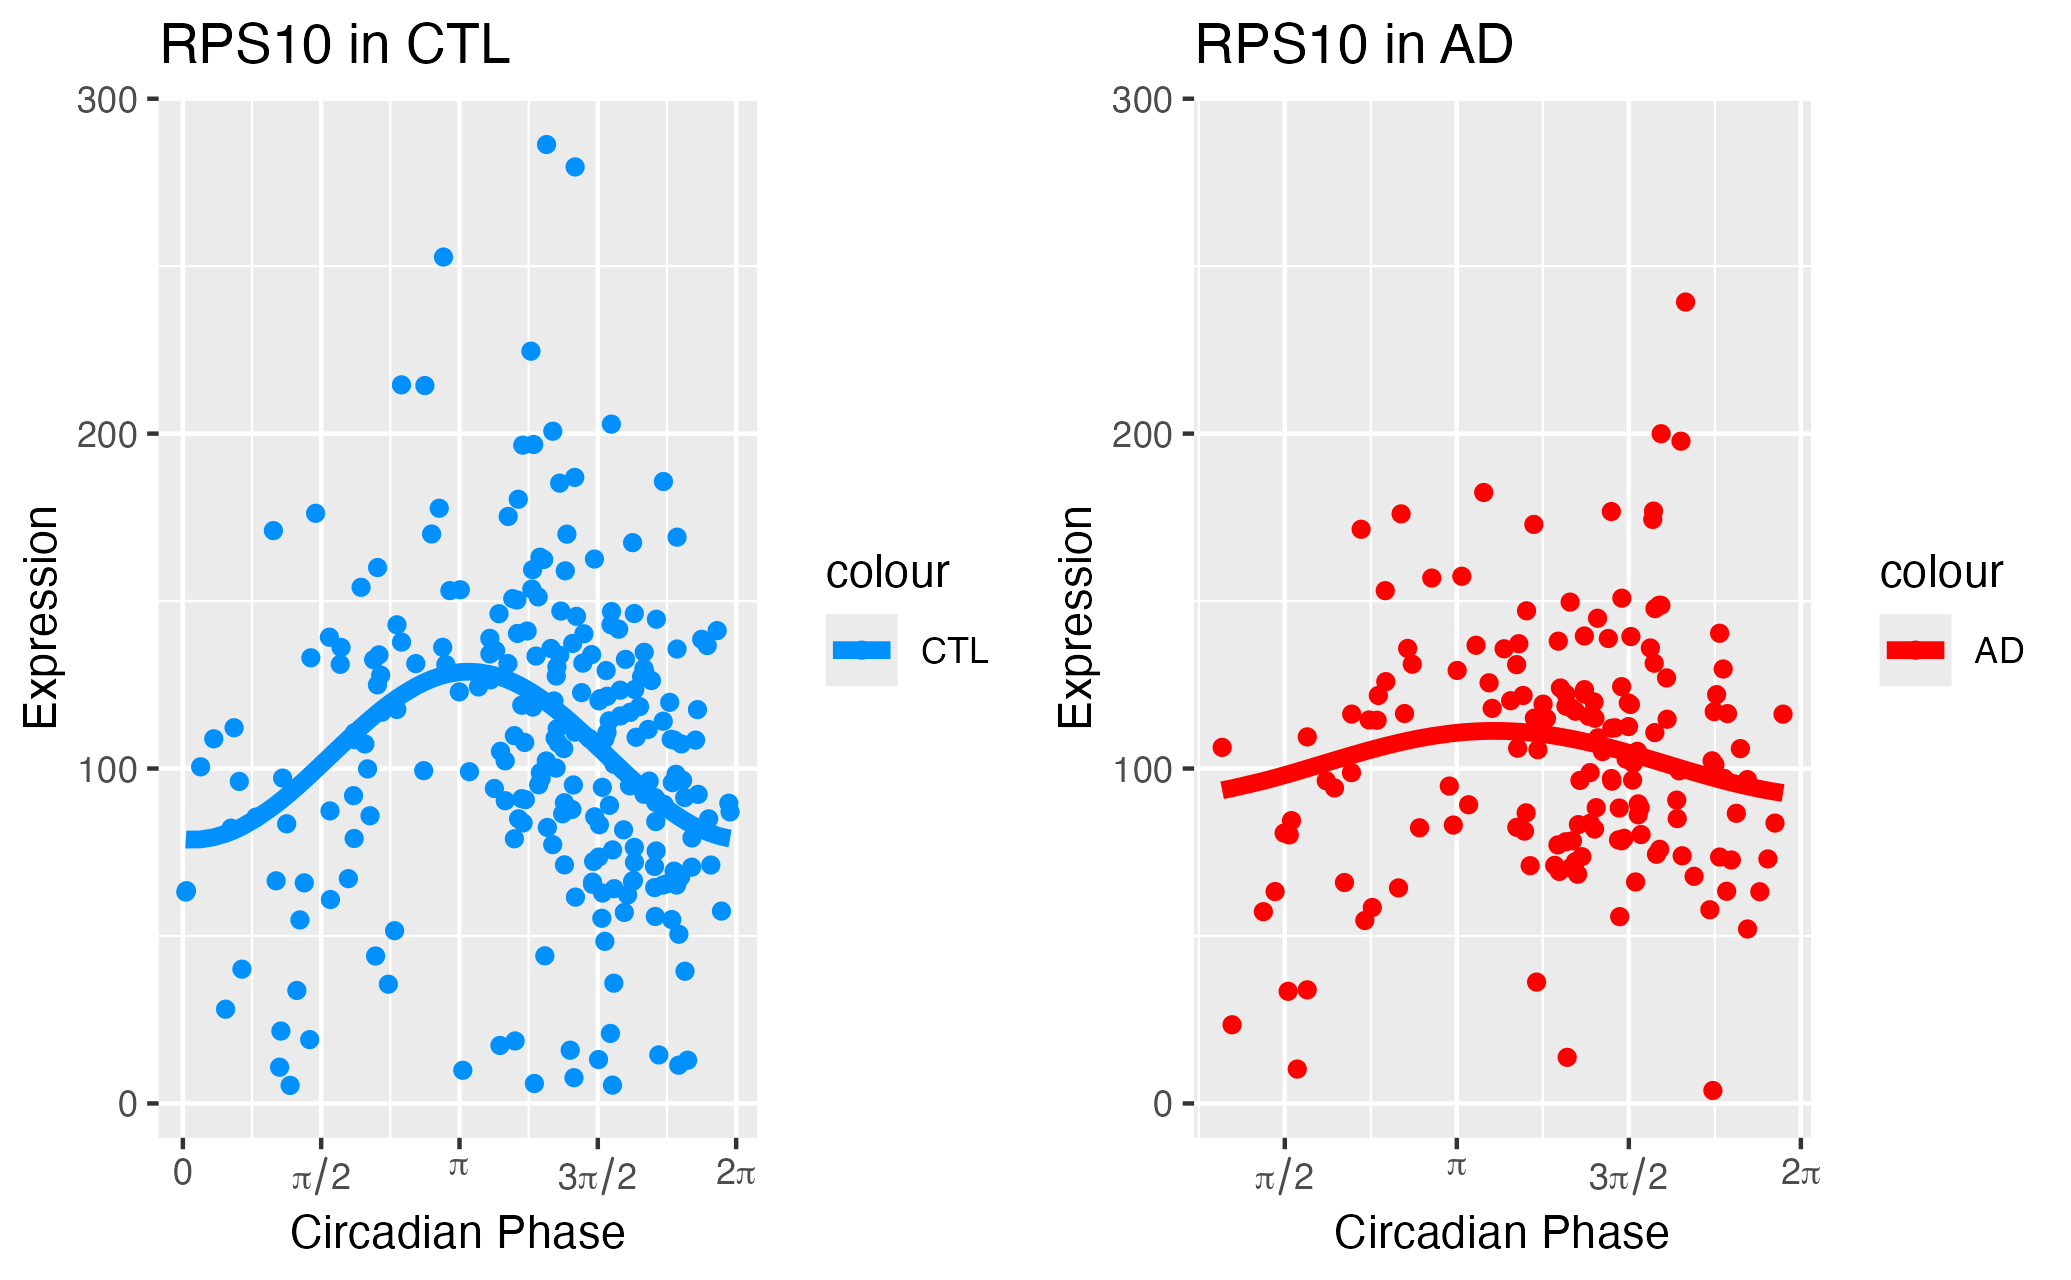 RPS10 in CTL
300
200
100
0
Expression
0
π/2
π
3π/2
2π
Circadian Phase
colour
CTL
RPS10 in AD
300
200
100
0
Expression
π/2
π
3π/2
2π
Circadian Phase
colour
AD